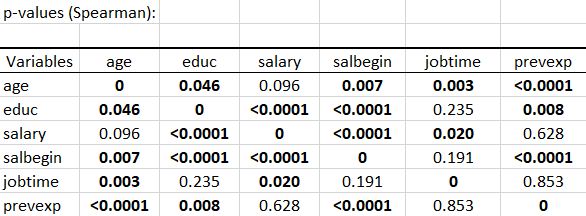 p-values (Spearman):
Variables age educ salary salbegin jobtime prevexp
age 0 0.046 0.096 0.007 0.003 <0.0001
educ 0.046 0 <0.0001 <0.0001 0.235 0.008
salary 0.096 <0.0001 0 <0.0001 0.020 0.628
salbegin 0.007 <0.0001 <0.0001 0 0.191 <0.0001
jobtime 0.003 0.235 0.020 0.191 0 0.853
prevexp <0.0001 0.008 0.628 <0.0001 0.853 0